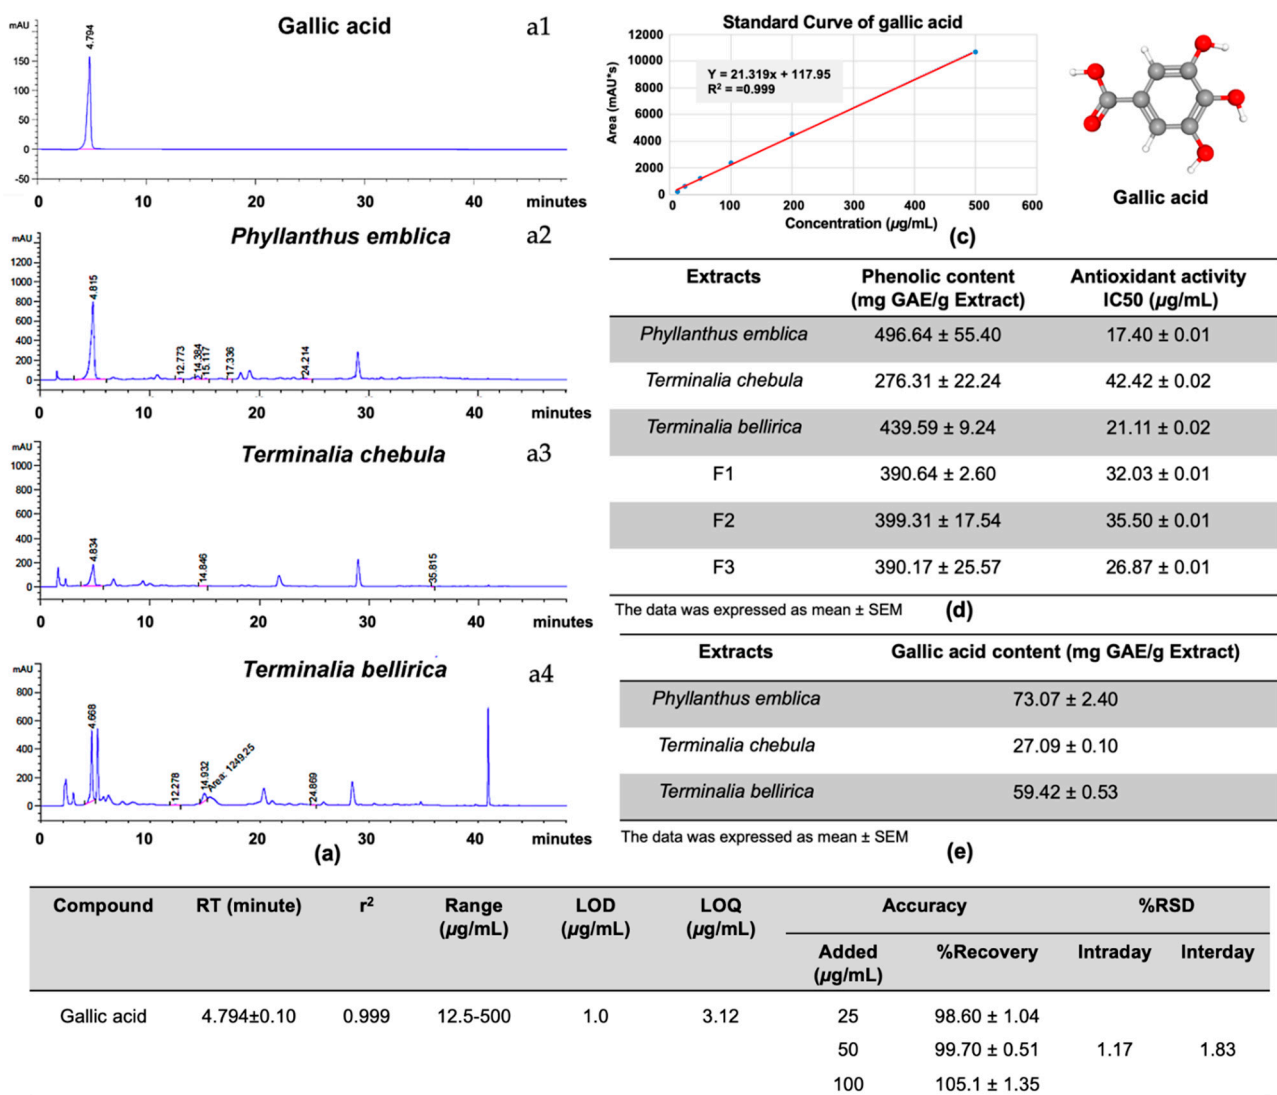 Gallic acid
a1
mAU
150
100
50
0
-50
4.794
0 10 20 30 40 minutes
Phyllanthus emblica
a2
mAU
1200
1000
800
600
400
200
0
4.815
12.773
14.384
15.117
17.336
24.214
0 10 20 30 minutes
Terminalia chebula
a3
mAU
1000
800
600
400
200
0
4.834
14.846
35.815
0 10 20 30 40 minutes
Terminalia bellirica
a4
mAU
800
600
400
200
0
4.668
12.278
14.932
Area: 1249.25
24.869
0 10 20 30 40 minutes
(a)
Standard Curve of gallic acid
Area (mAU*s)
12000
10000
8000
6000
4000
2000
0
Y = 21.319x + 117.95
R² = =0.999
0 100 200 300 400 500 600
Concentration (µg/mL)
(c)
Gallic acid
Extracts Phenolic content (mg GAE/g Extract) Antioxidant activity IC50 (µg/mL)
Phyllanthus emblica 496.64 ± 55.40 17.40 ± 0.01
Terminalia chebula 276.31 ± 22.24 42.42 ± 0.02
Terminalia bellirica 439.59 ± 9.24 21.11 ± 0.02
F1 390.64 ± 2.60 32.03 ± 0.01
F2 399.31 ± 17.54 35.50 ± 0.01
F3 390.17 ± 25.57 26.87 ± 0.01
The data was expressed as mean ± SEM
(d)
Extracts Gallic acid content (mg GAE/g Extract)
Phyllanthus emblica 73.07 ± 2.40
Terminalia chebula 27.09 ± 0.10
Terminalia bellirica 59.42 ± 0.53
The data was expressed as mean ± SEM
(e)
Compound RT (minute) r² Range (µg/mL) LOD (µg/mL) LOQ (µg/mL) Accuracy %RSD
Added (µg/mL) %Recovery Intraday Interday
Gallic acid 4.794±0.10 0.999 12.5-500 1.0 3.12 25 98.60 ± 1.04
50 99.70 ± 0.51 1.17 1.83
100 105.1 ± 1.35